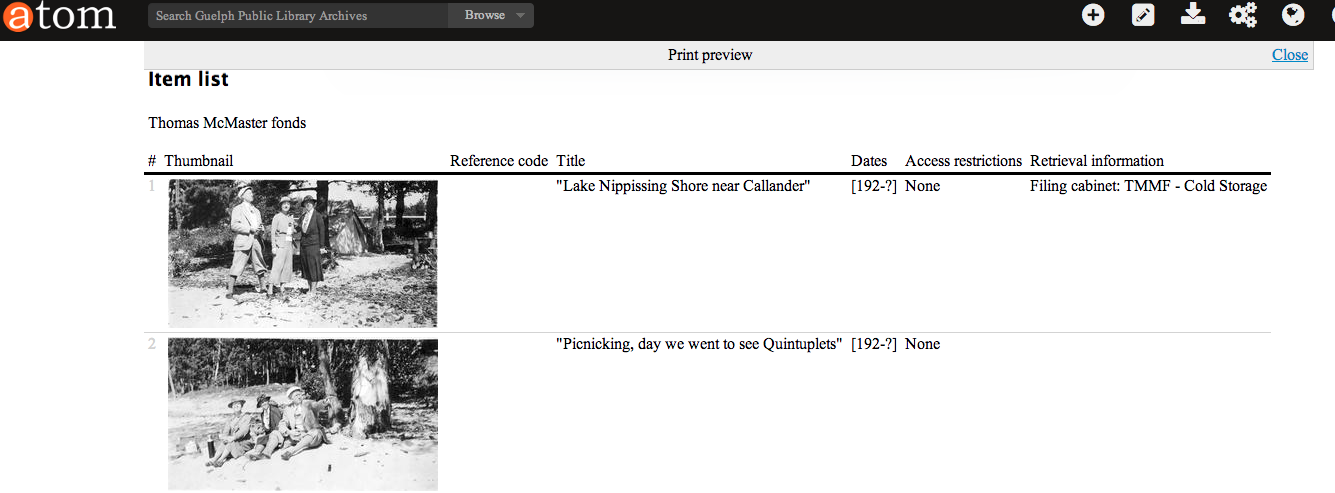 atom
Search Guelph Public Library Archives
Browse
Print preview
Close
Item list
Thomas McMaster fonds
# Thumbnail Reference code Title Dates Access restrictions Retrieval information
1 "Lake Nippissing Shore near Callander" [192-?] None Filing cabinet: TMMF - Cold Storage
2 "Picnicking, day we went to see Quintuplets" [192-?] None